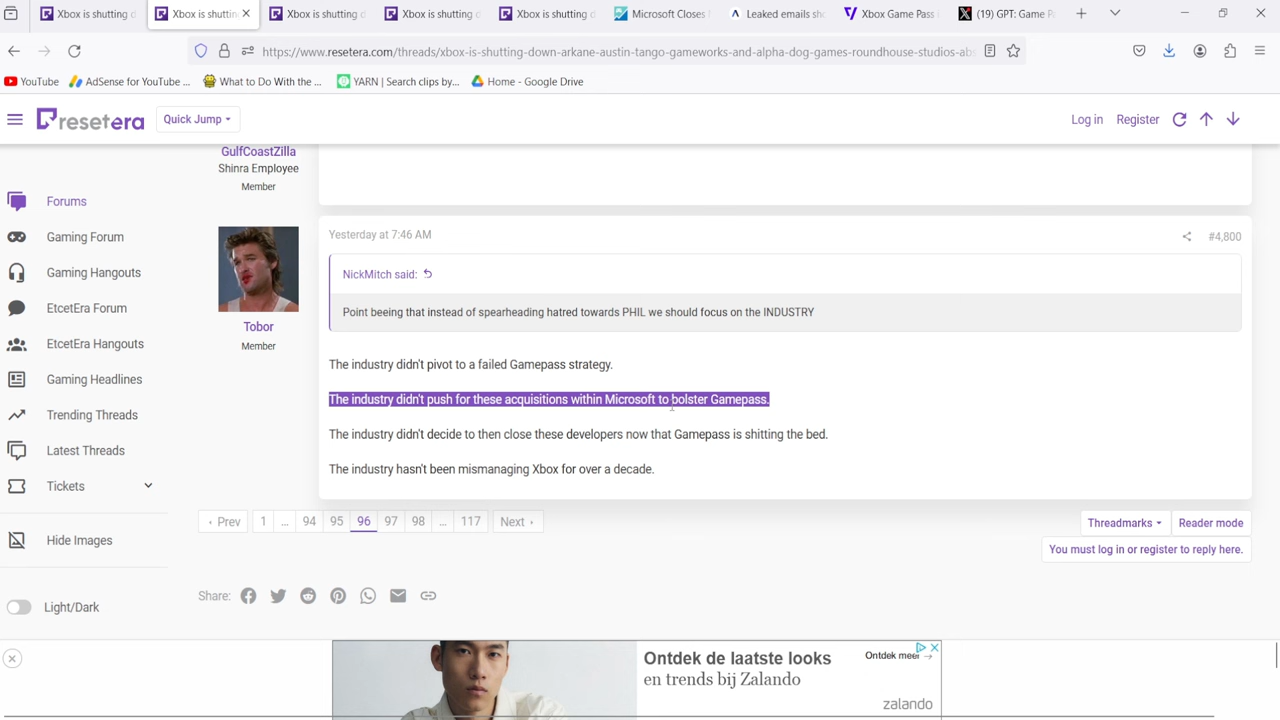 Xbox is shutting d
Xbox is shuttin
Xbox is shutting d
Xbox is shutting d
Xbox is shutting d
Microsoft Closes
Leaked emails sho
Xbox Game Pass
(19) GPT: Game Pa
https://www.resetera.com/threads/xbox-is-shutting-down-arkane-austin-tango-gameworks-and-alpha-dog-games-roundhouse-studios-abs
YouTube
AdSense for YouTube ...
What to Do With the ...
YARN | Search clips by...
Home - Google Drive
resetera
Quick Jump
Log in
Register
Forums
Gaming Forum
Gaming Hangouts
EtcetEra Forum
EtcetEra Hangouts
Gaming Headlines
Trending Threads
Latest Threads
Tickets
Hide Images
Light/Dark
GulfCoastZilla
Shinra Employee
Member
Tobor
Member
Yesterday at 7:46 AM
#4,800
NickMitch said:
Point beeing that instead of spearheading hatred towards PHIL we should focus on the INDUSTRY
The industry didn't pivot to a failed Gamepass strategy.
The industry didn't push for these acquisitions within Microsoft to bolster Gamepass.
The industry didn't decide to then close these developers now that Gamepass is shitting the bed.
The industry hasn't been mismanaging Xbox for over a decade.
‹ Prev 1 ... 94 95 96 97 98 ... 117 Next ›
Threadmarks
Reader mode
You must log in or register to reply here.
Share:
Ontdek de laatste looks
en trends bij Zalando
Ontdek meer →
zalando